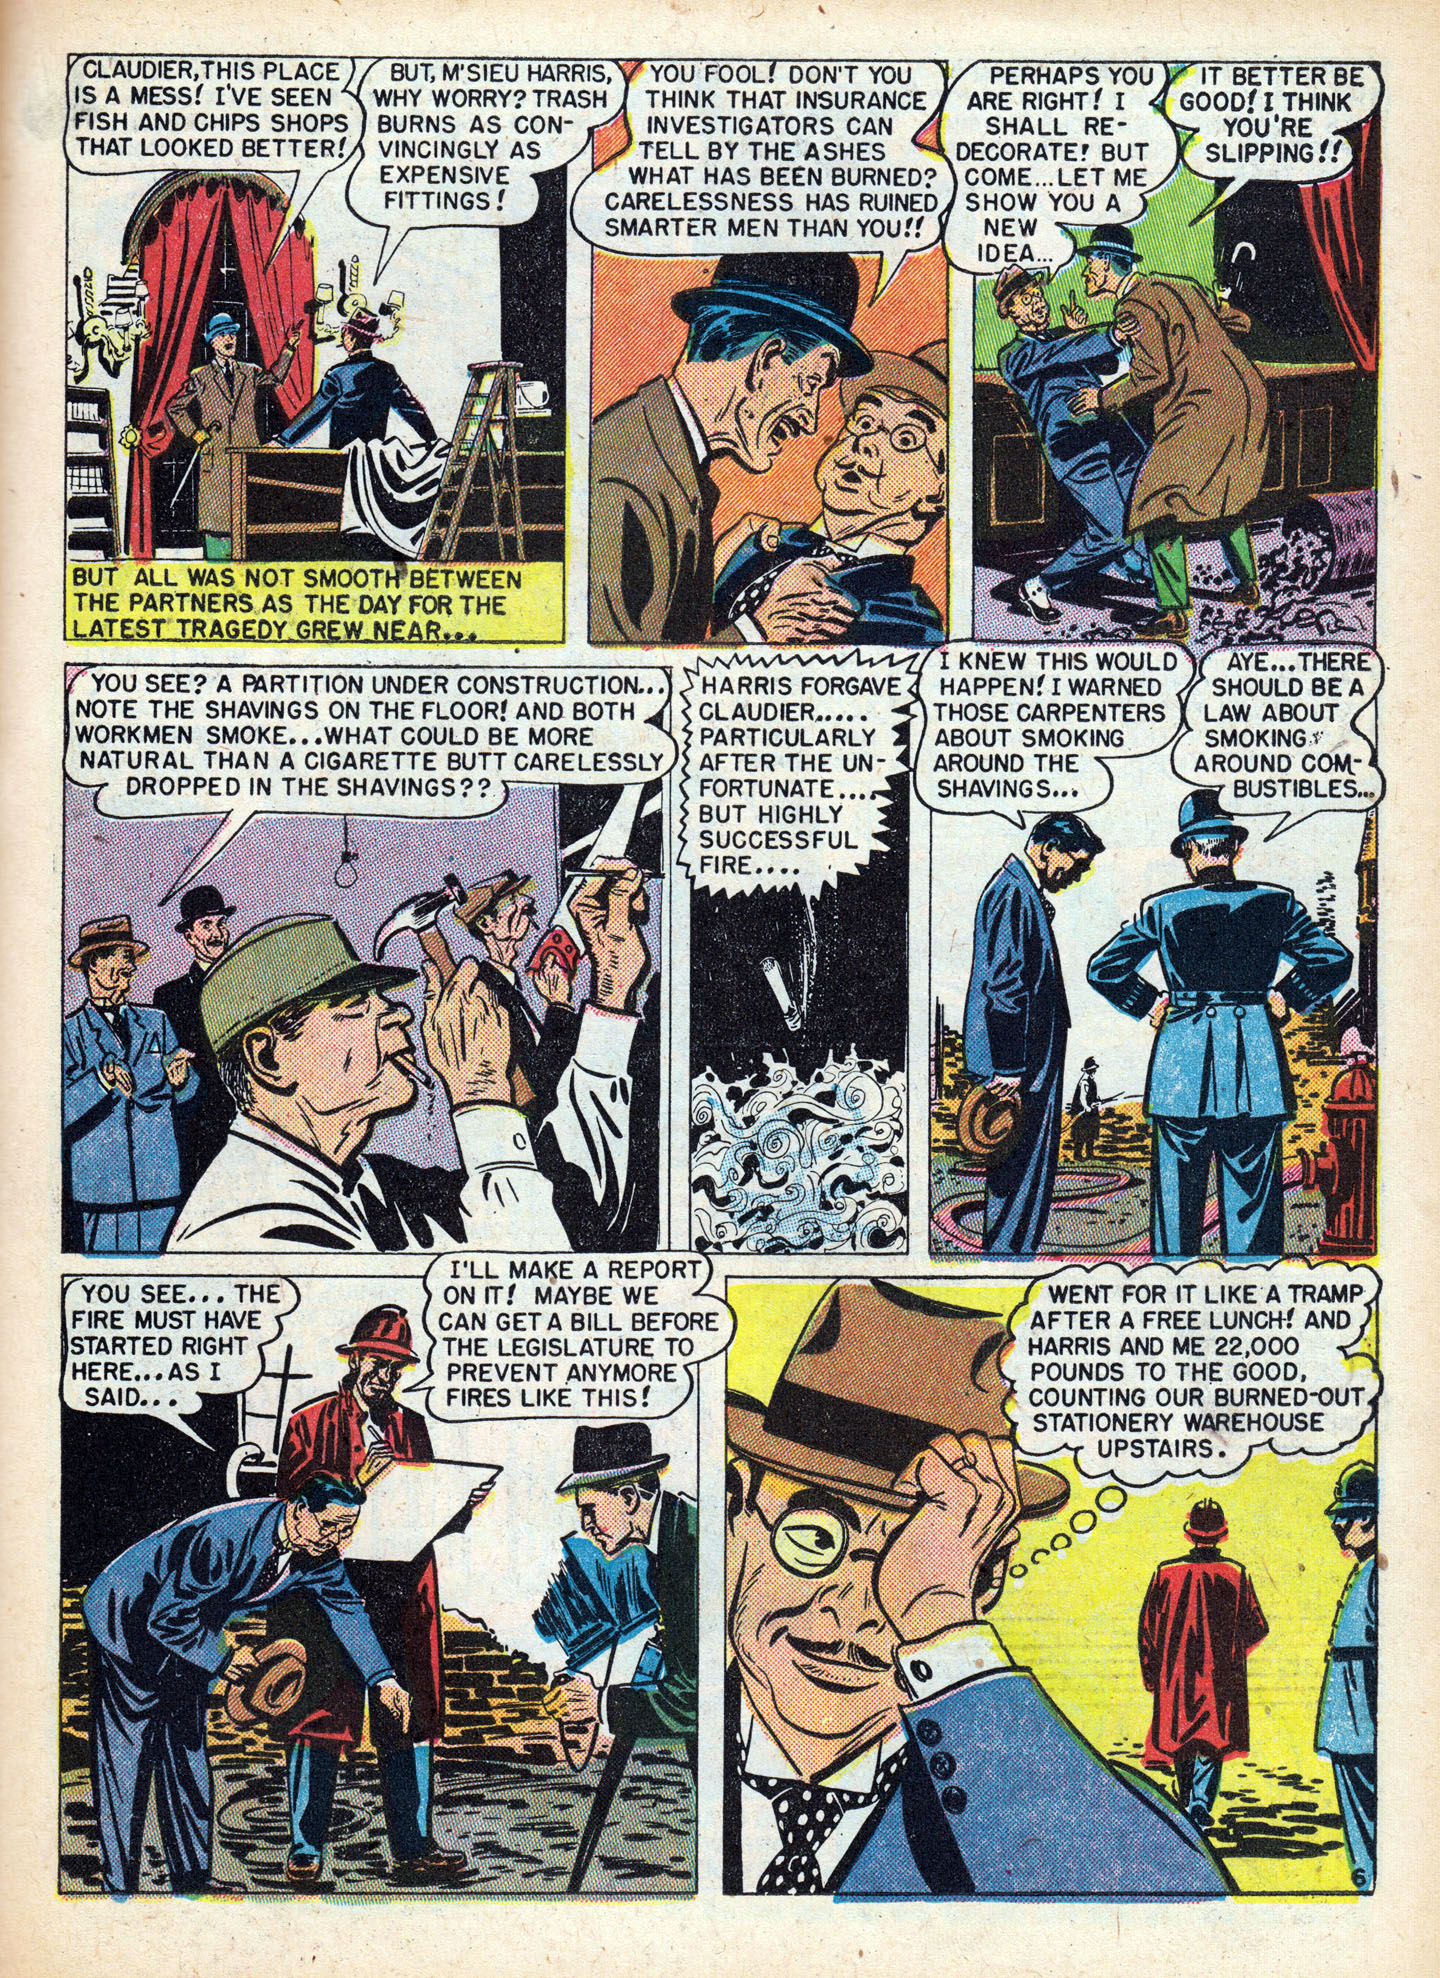 CLAUDIER, THIS PLACE
IS A MESS! I'VE SEEN
FISH AND CHIPS SHOPS
THAT LOOKED BETTER!
BUT, M'SIEU HARRIS,
WHY WORRY? TRASH
BURNS AS CON-
VINCINGLY AS
EXPENSIVE
FITTINGS!
BUT ALL WAS NOT SMOOTH BETWEEN
THE PARTNERS AS THE DAY FOR THE
LATEST TRAGEDY GREW NEAR...
YOU FOOL! DON'T YOU
THINK THAT INSURANCE
INVESTIGATORS CAN
TELL BY THE ASHES
WHAT HAS BEEN BURNED?
CARELESSNESS HAS RUINED
SMARTER MEN THAN YOU!!
PERHAPS YOU
ARE RIGHT! I
SHALL RE-
DECORATE! BUT
COME...LET ME
SHOW YOU A
NEW
IDEA...
IT BETTER BE
GOOD! I THINK
YOU'RE
SLIPPING!!
YOU SEE? A PARTITION UNDER CONSTRUCTION...
NOTE THE SHAVINGS ON THE FLOOR! AND BOTH
WORKMEN SMOKE...WHAT COULD BE MORE
NATURAL THAN A CIGARETTE BUTT CARELESSLY
DROPPED IN THE SHAVINGS??
HARRIS FORGAVE
CLAUDIER.....
PARTICULARLY
AFTER THE UN-
FORTUNATE....
BUT HIGHLY
SUCCESSFUL
FIRE....
I KNEW THIS WOULD
HAPPEN! I WARNED
THOSE CARPENTERS
ABOUT SMOKING
AROUND THE
SHAVINGS...
AYE...THERE
SHOULD BE A
LAW ABOUT
SMOKING
AROUND COM-
BUSTIBLES...
YOU SEE... THE
FIRE MUST HAVE
STARTED RIGHT
HERE...AS I
SAID...
I'LL MAKE A REPORT
ON IT! MAYBE WE
CAN GET A BILL BEFORE
THE LEGISLATURE TO
PREVENT ANYMORE
FIRES LIKE THIS!
WENT FOR IT LIKE A TRAMP
AFTER A FREE LUNCH! AND
HARRIS AND ME 22,000
POUNDS TO THE GOOD,
COUNTING OUR BURNED-OUT
STATIONERY WAREHOUSE
UPSTAIRS.
6